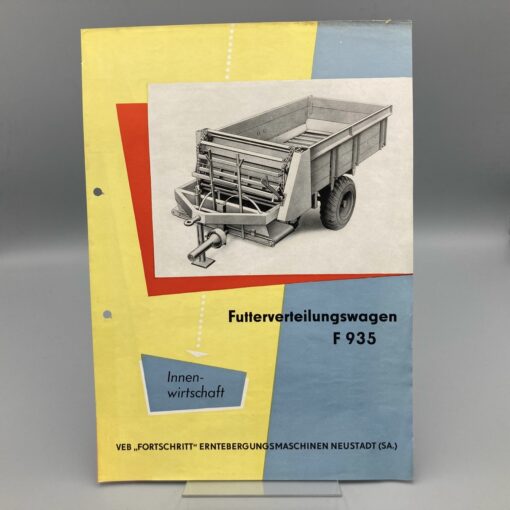 Futterverteilungswagen
F 935
Innen-
wirtschaft
VEB „FORTSCHRITT“ ERNTEBERGUNGSMASCHINEN NEUSTADT (SA.)